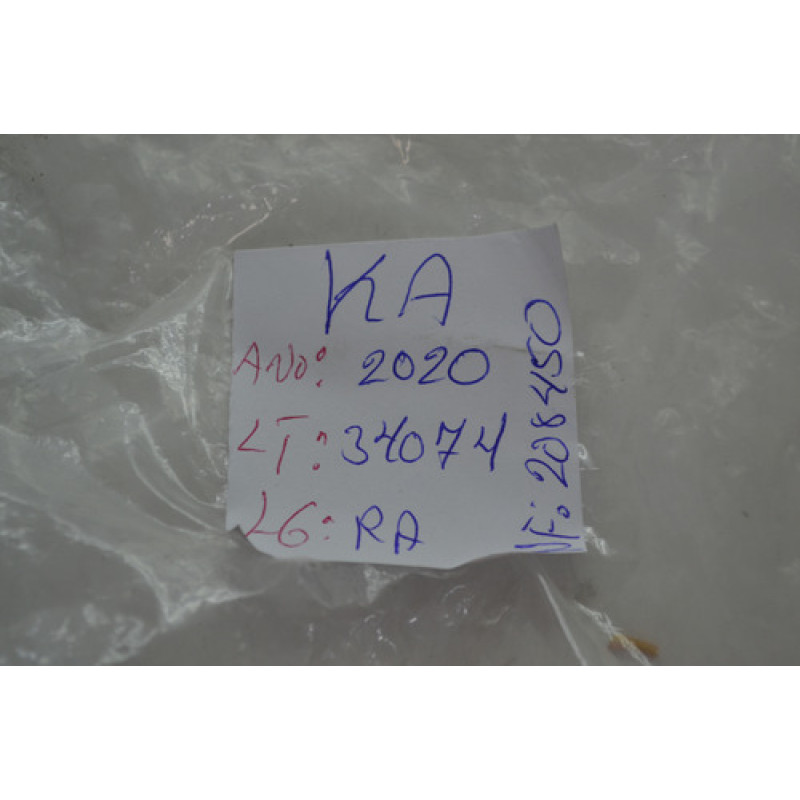 KA
ANO: 2020
LT: 34074
LG: RA
NF: 208450